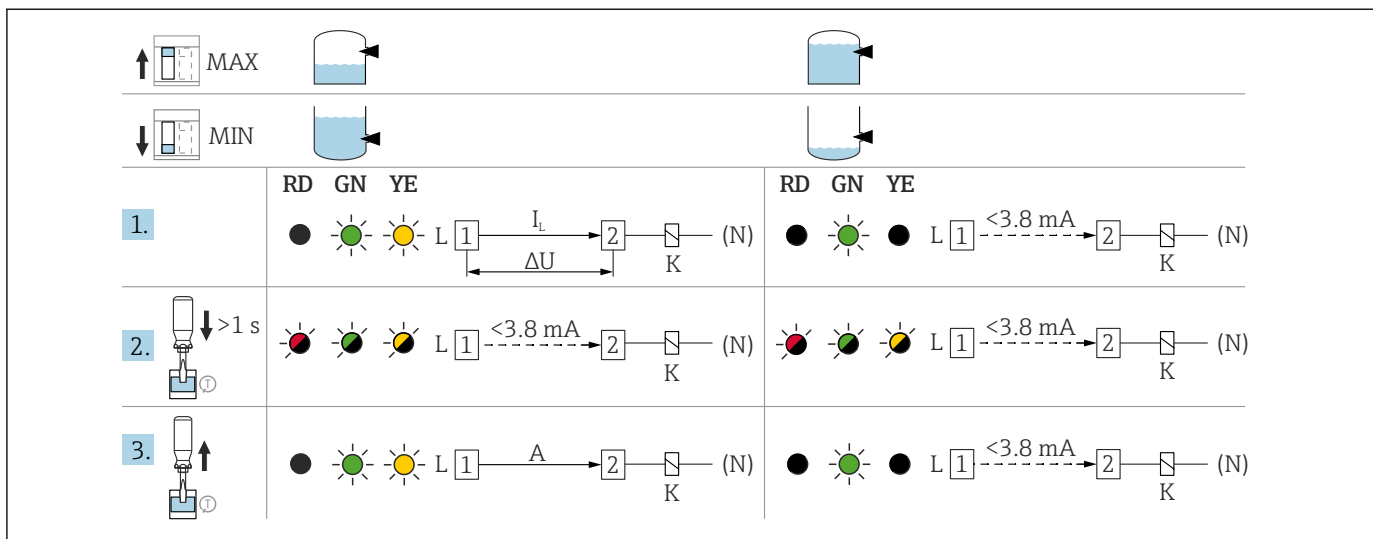 MAX
MIN
RD GN YE RD GN YE
1. L 1 I_L 2 (N) L 1 <3.8 mA 2 (N)
ΔU K K
2. >1 s L 1 <3.8 mA 2 (N) L 1 <3.8 mA 2 (N)
T K K
3. L 1 A 2 (N) L 1 <3.8 mA 2 (N)
T K K